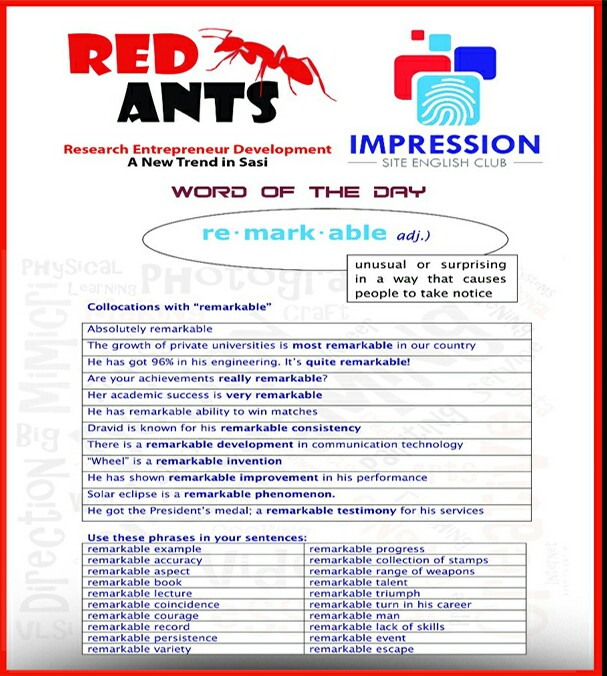 RED
ANTS
Research Entrepreneur Development
A New Trend in Sasi
IMPRESSION
SITE ENGLISH CLUB
WORD OF THE DAY
re·mark·able adj.)
unusual or surprising
in a way that causes
people to take notice
Collocations with “remarkable”
Absolutely remarkable
The growth of private universities is most remarkable in our country
He has got 96% in his engineering. It’s quite remarkable!
Are your achievements really remarkable?
Her academic success is very remarkable
He has remarkable ability to win matches
Dravid is known for his remarkable consistency
There is a remarkable development in communication technology
“Wheel” is a remarkable invention
He has shown remarkable improvement in his performance
Solar eclipse is a remarkable phenomenon.
He got the President’s medal; a remarkable testimony for his services
Use these phrases in your sentences:
remarkable example remarkable progress
remarkable accuracy remarkable collection of stamps
remarkable aspect remarkable range of weapons
remarkable book remarkable talent
remarkable lecture remarkable triumph
remarkable coincidence remarkable turn in his career
remarkable courage remarkable man
remarkable record remarkable lack of skills
remarkable persistence remarkable event
remarkable variety remarkable escape
Physical
Learning
Photogra
Craft
Mimicri
Big
Direction
VLSI